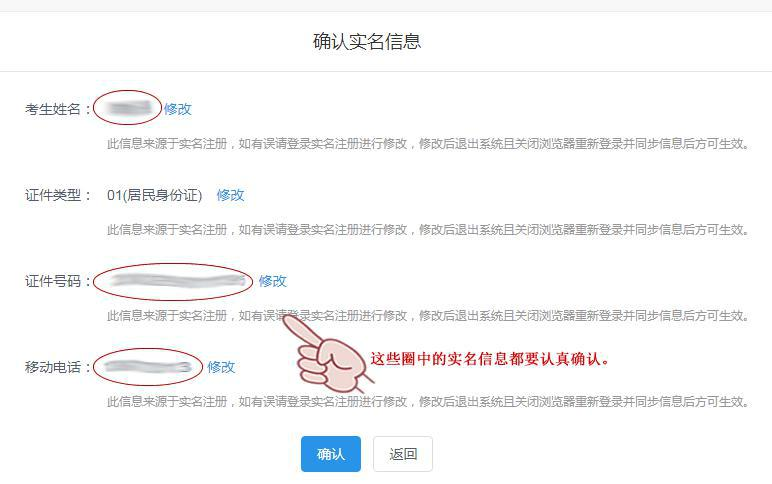 确认实名信息
考生姓名： 修改
此信息来源于实名注册，如有误请登录实名注册进行修改，修改后退出系统且关闭浏览器重新登录并同步信息后方可生效。
证件类型： 01(居民身份证) 修改
此信息来源于实名注册，如有误请登录实名注册进行修改，修改后退出系统且关闭浏览器重新登录并同步信息后方可生效。
证件号码： 修改
此信息来源于实名注册，如有误请登录实名注册进行修改，修改后退出系统且关闭浏览器重新登录并同步信息后方可生效。
移动电话： 修改
这些圈中的实名信息都要认真确认。
此信息来源于实名注册，如有误请登录实名注册进行修改，修改后退出系统且关闭浏览器重新登录并同步信息后方可生效。
确认 返回